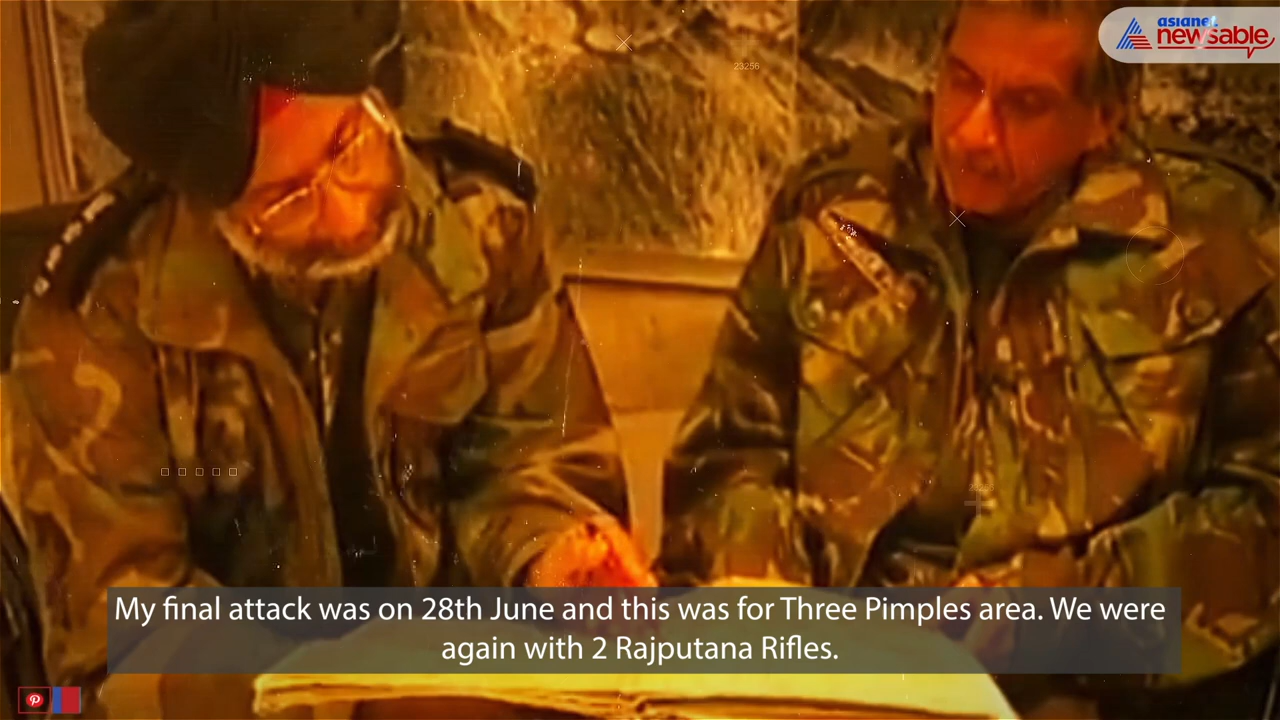 asianet
newsable
23256
My final attack was on 28th June and this was for Three Pimples area. We were
again with 2 Rajputana Rifles.